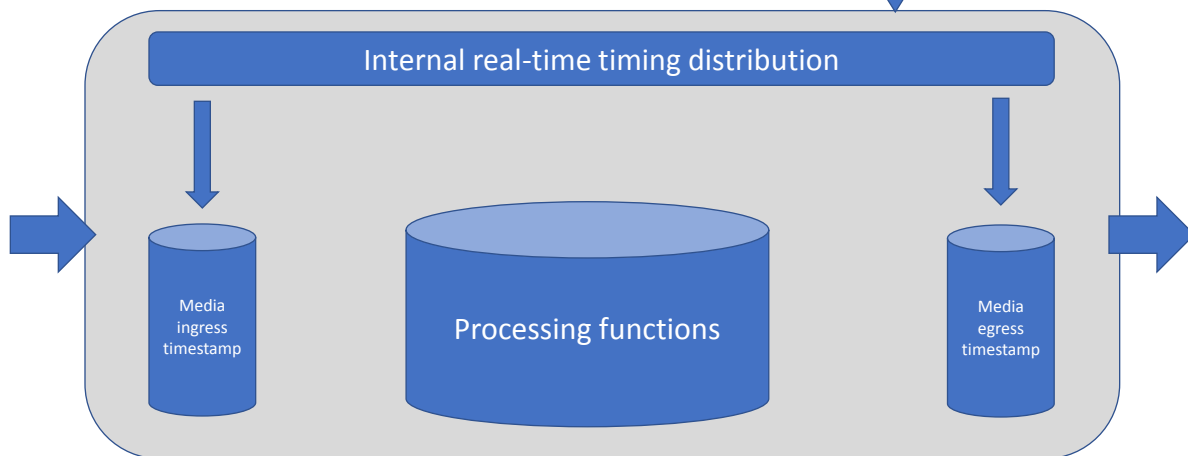 Internal real-time timing distribution
Media
ingress
timestamp
Processing functions
Media
egress
timestamp